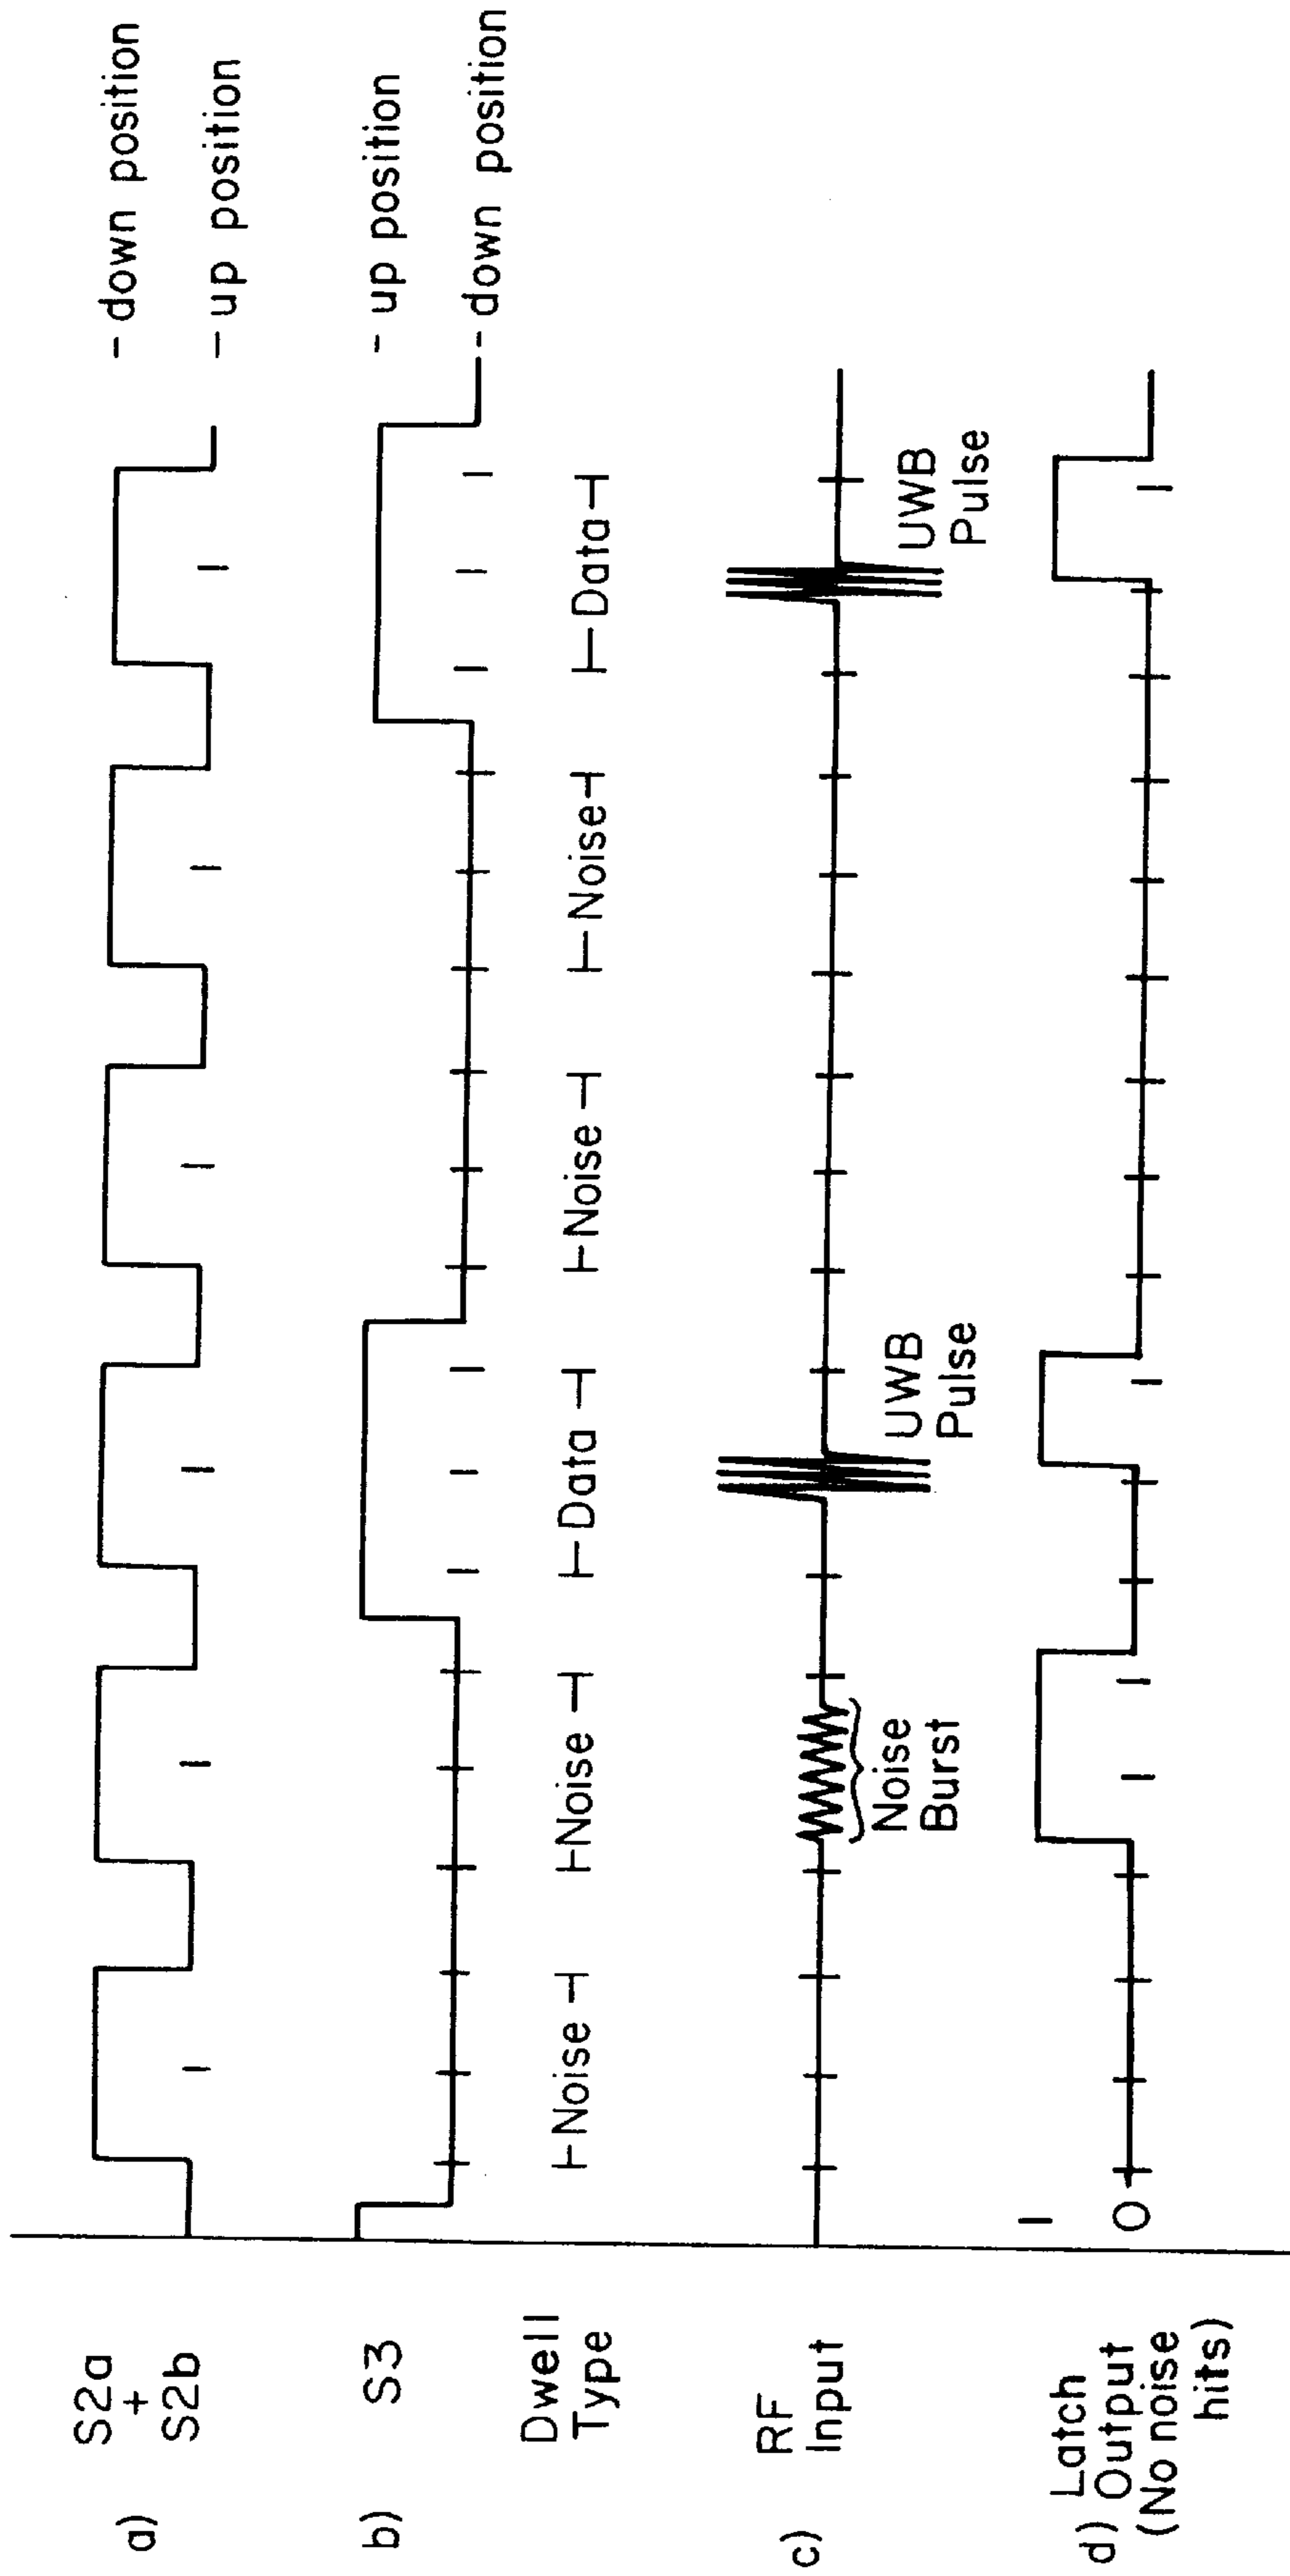 a) S2a + S2b
- down position
- up position
b) S3
- up position
- down position
Dwell Type
Noise
Noise
Data
Noise
Noise
Data
c) RF Input
Noise Burst
UWB Pulse
UWB Pulse
d) Latch Output (No noise hits)
1
0